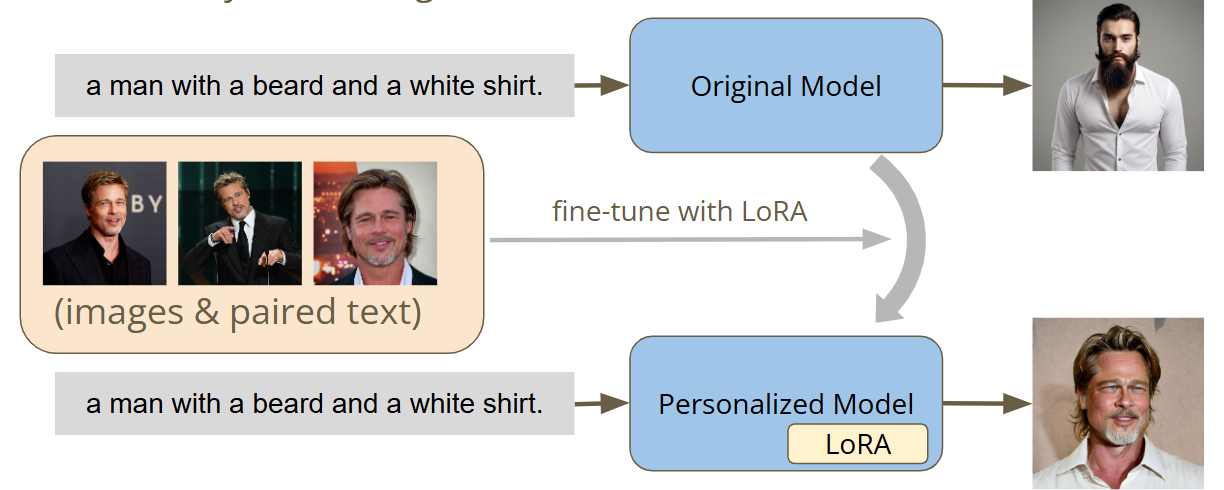 a man with a beard and a white shirt.
Original Model
BY
fine-tune with LoRA
(images & paired text)
a man with a beard and a white shirt.
Personalized Model
LoRA